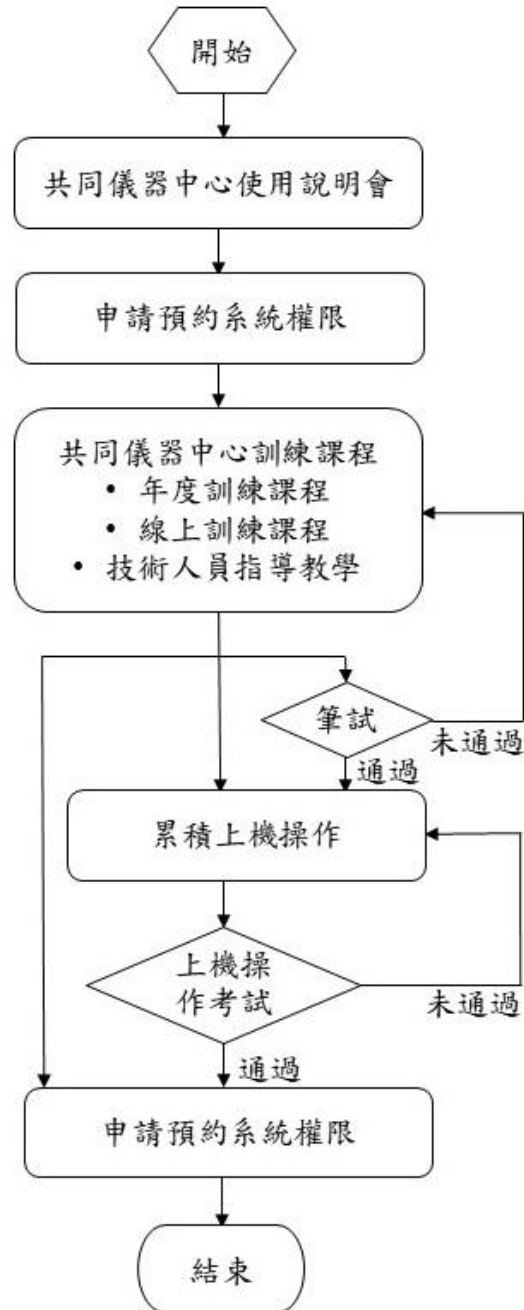 開始
共同儀器中心使用說明會
申請預約系統權限
共同儀器中心訓練課程
• 年度訓練課程
• 線上訓練課程
• 技術人員指導教學
筆試
未通過
通過
累積上機操作
上機操
作考試
未通過
通過
申請預約系統權限
結束